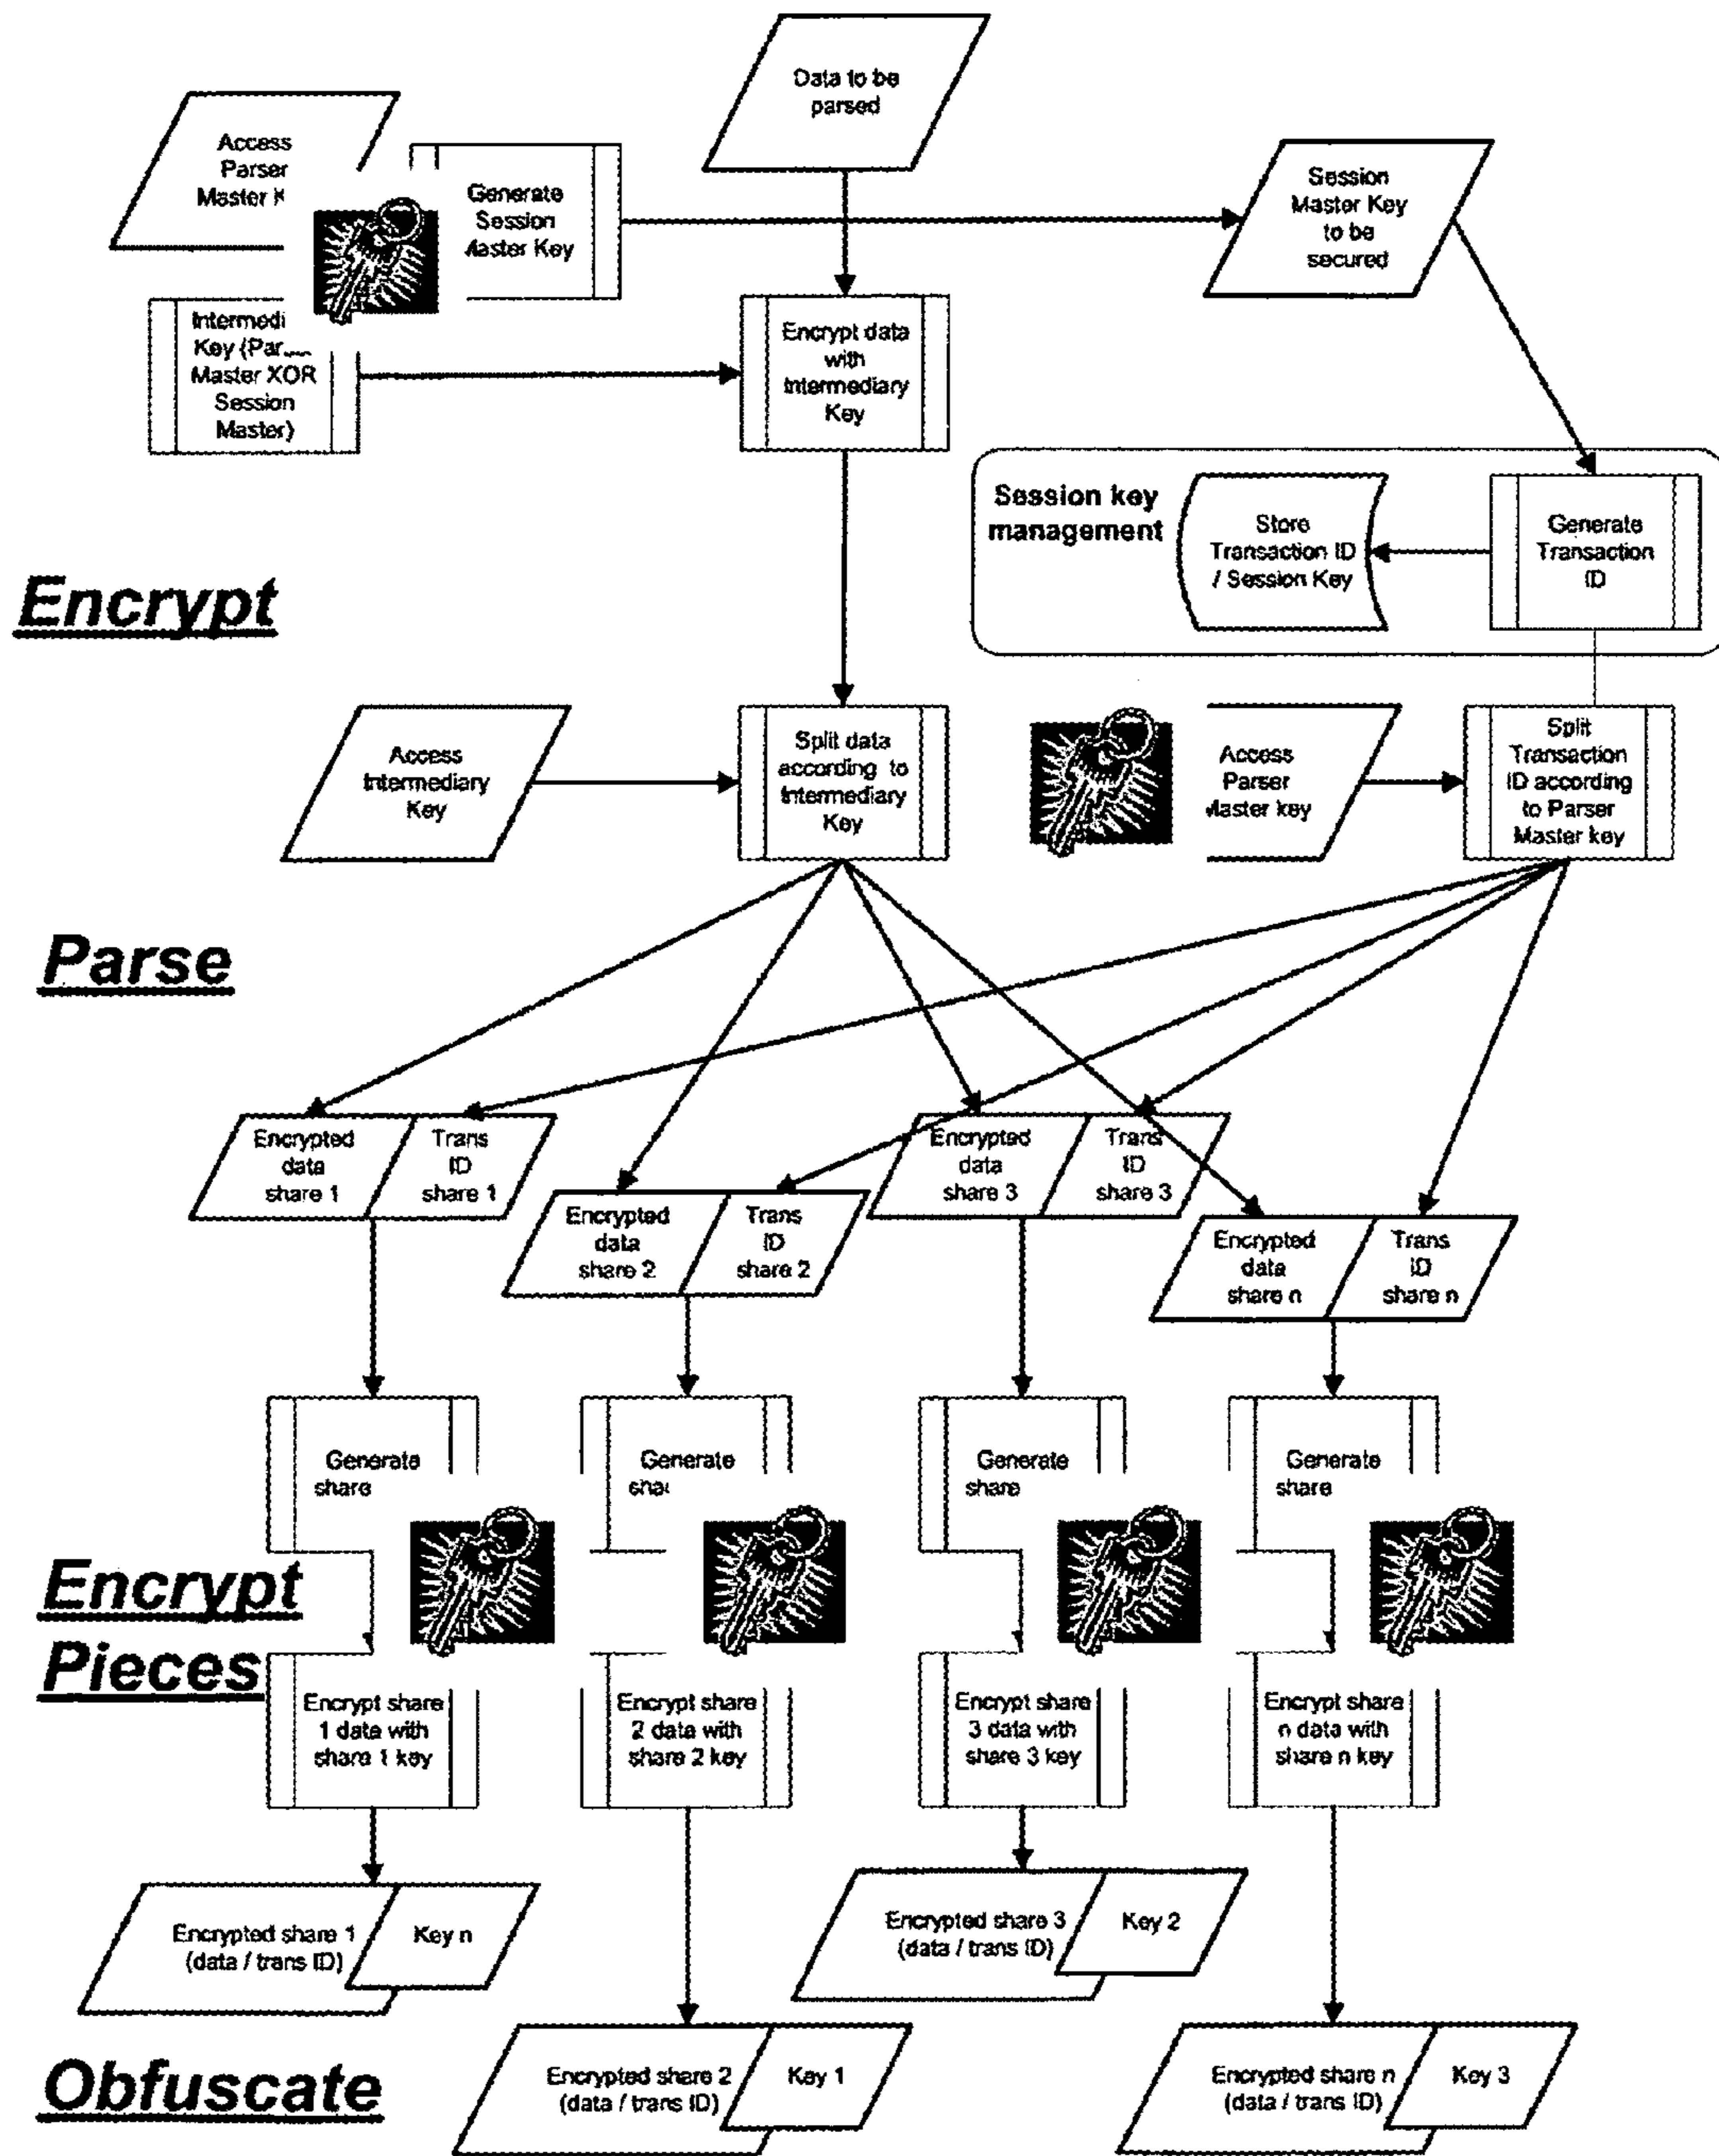 Data to be
parsed
Access
Parser
Master
Generate
Session
Master Key
Session
Master Key
to be
secured
Key
Master XOR
Session
Master)
Encrypt data
with
Intermediary
Key
Session key
management
Store
Transaction ID
/ Session Key
Generate
Transaction
ID
Encrypt
Access
Intermediary
Key
Split data
according to
Intermediary
Key
Access
Parser
Master key
Split
Transaction
ID according
to Parser
Master key
Parse
Encrypted
data
share 1
Trans
ID
share 1
Encrypted
data
share 2
Trans
ID
share 2
Encrypted
data
share 3
Trans
ID
share 3
Encrypted
data
share n
Trans
ID
share n
Generate
share
Generate
Generate
share
Generate
share
Encrypt
Pieces
Encrypt share
1 data with
share 1 key
Encrypt share
2 data with
share 2 key
Encrypt share
3 data with
share 3 key
Encrypt share
n data with
share n key
Encrypted share 1
(data / trans ID)
Key n
Encrypted share 3
(data / trans ID)
Key 2
Obfuscate
Encrypted share 2
(data / trans ID)
Key 1
Encrypted share n
(data / trans ID)
Key 3